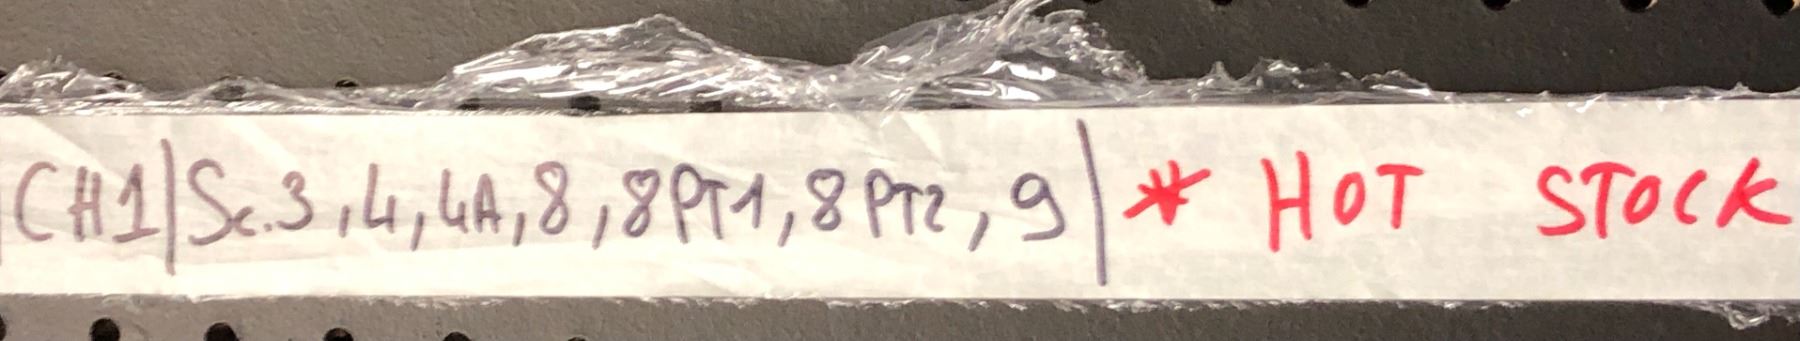 CH1|Sc.3,4,4A,8,8PT1,8PT2,9|* HOT STOCK